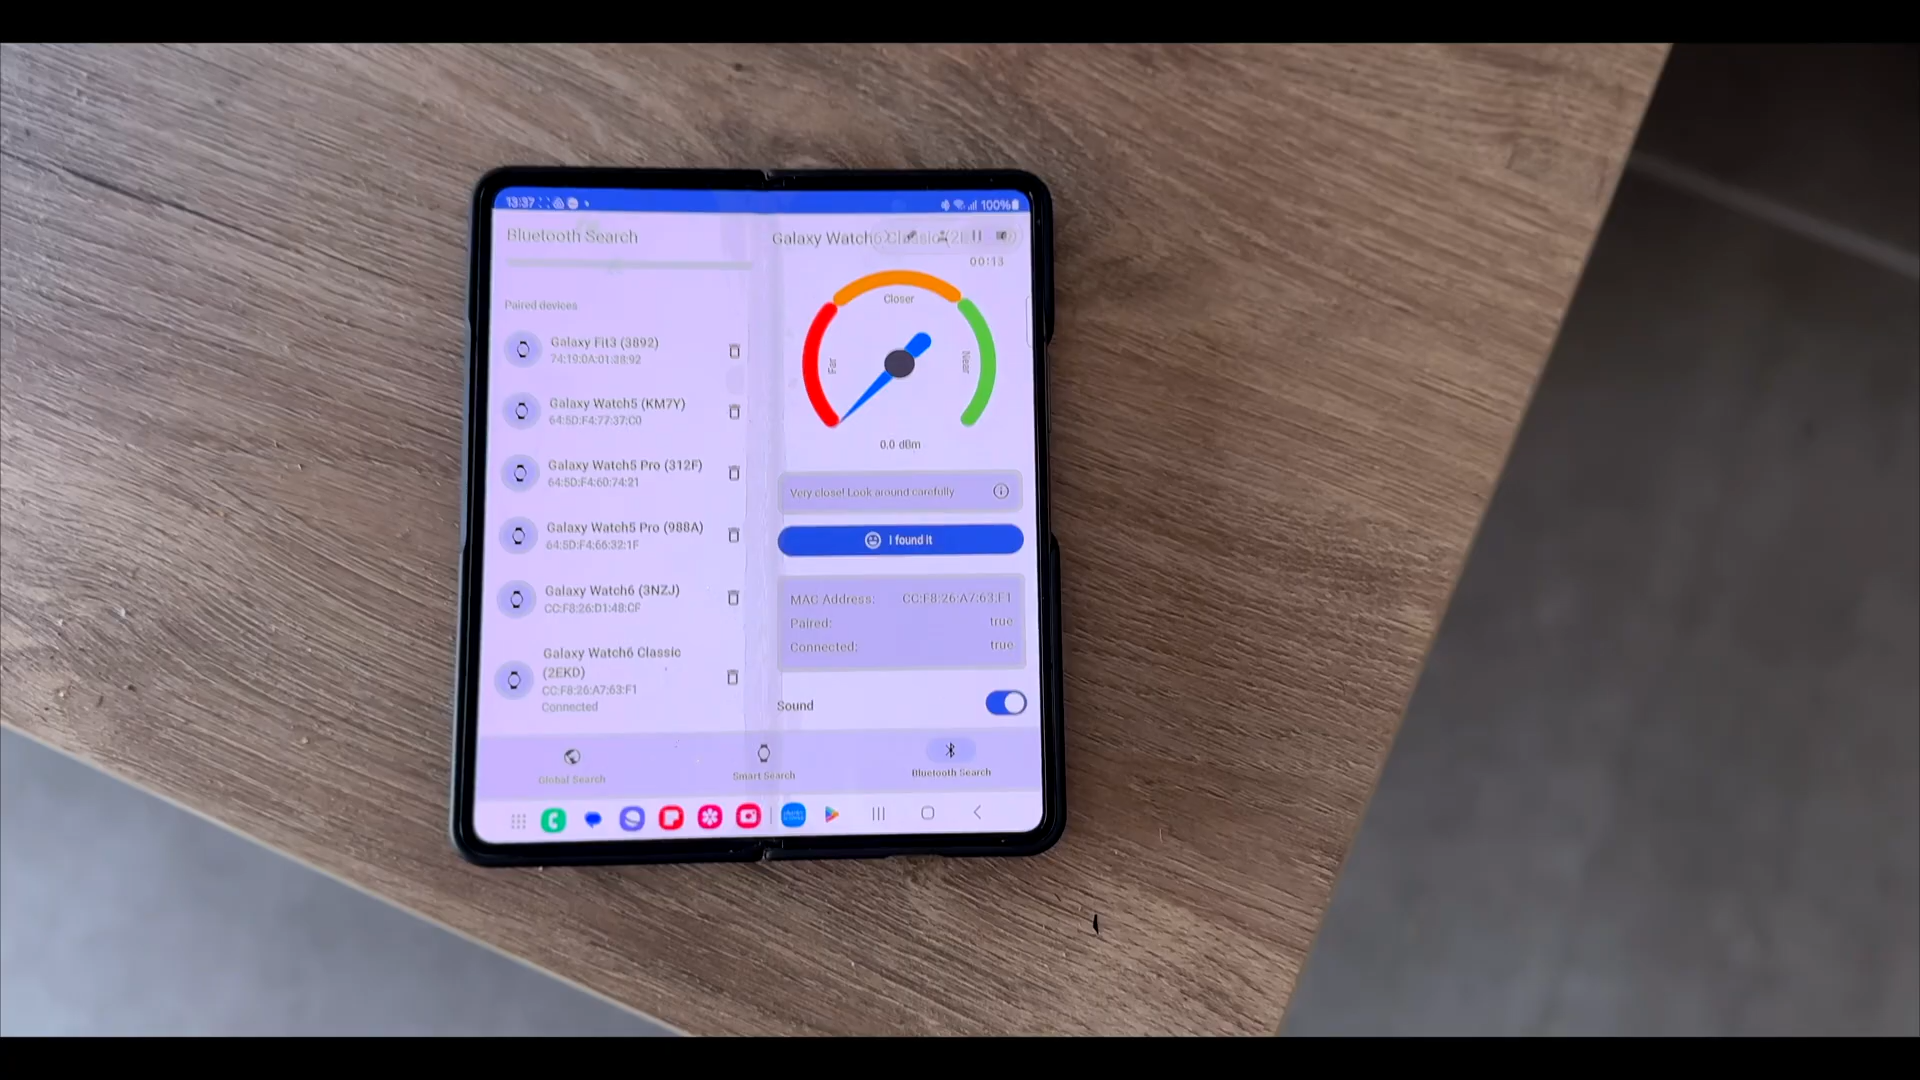 13:37
100%
Bluetooth Search
Paired devices
Galaxy Fit3 (3892)
74:19:0A:01:38:92
Galaxy Watch5 (KM7Y)
64:5D:F4:77:37:C0
Galaxy Watch5 Pro (312F)
64:5D:F4:60:74:21
Galaxy Watch5 Pro (988A)
64:5D:F4:66:32:1F
Galaxy Watch6 (3NZJ)
CC:F8:26:D1:48:CF
Galaxy Watch6 Classic
(2EKD)
CC:F8:26:A7:63:F1
Connected
Galaxy Watch6 Classic
00:13
Closer
Far
Near
0.0 dBm
Very close! Look around carefully
I found it
MAC Address: CC:F8:26:A7:63:F1
Paired: true
Connected: true
Sound
Global Search
Smart Search
Bluetooth Search